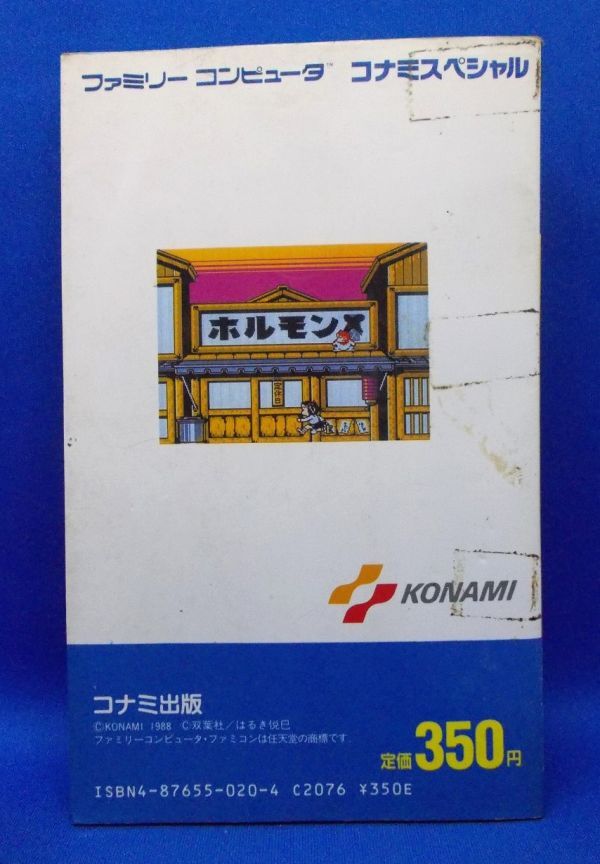 ファミリーコンピュータ™ コナミスペシャル
ホルモン
定休日
KONAMI
コナミ出版
©KONAMI 1988 ©双葉社/はるき悦巳
ファミリーコンピュータ・ファミコンは任天堂の商標です
定価350円
ISBN4-87655-020-4 C2076 ¥350E